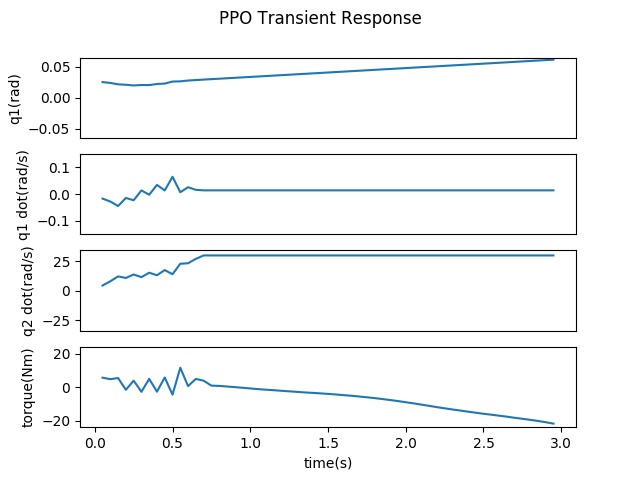 PPO Transient Response
q1(rad)
0.05
0.00
−0.05
q1 dot(rad/s)
0.1
0.0
−0.1
q2 dot(rad/s)
25
0
−25
torque(Nm)
20
0
−20
0.0 0.5 1.0 1.5 2.0 2.5 3.0
time(s)